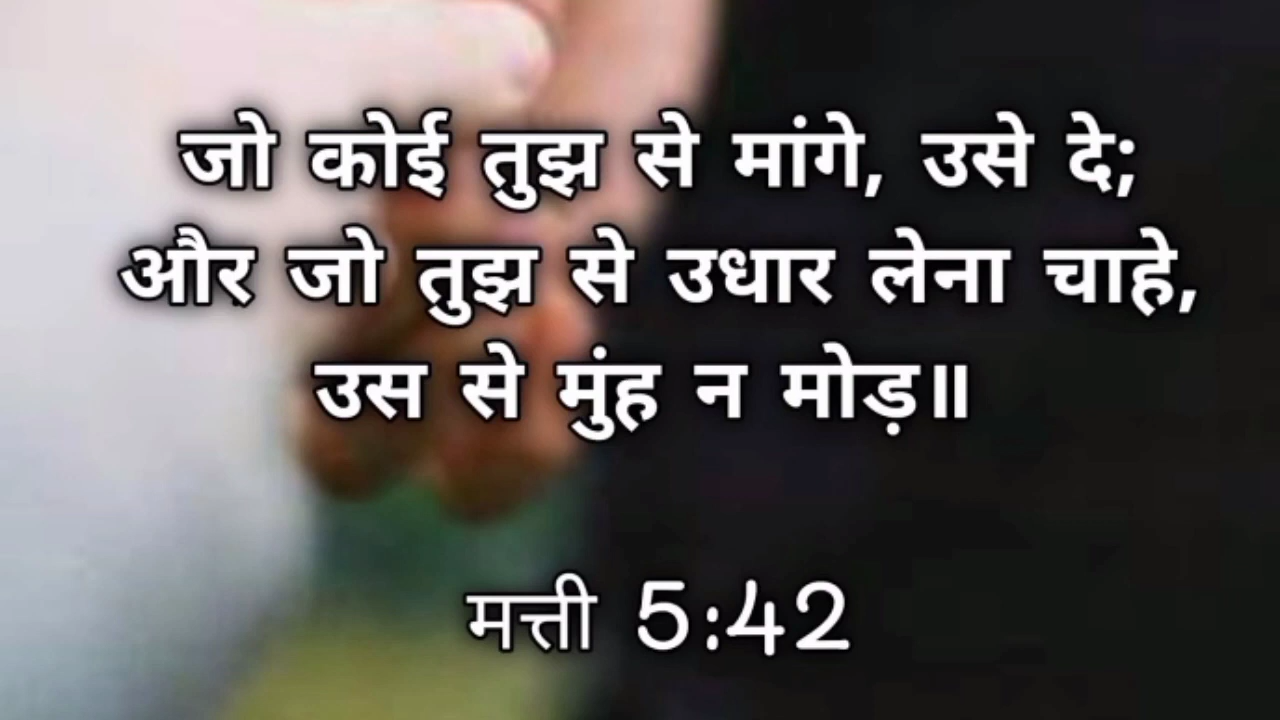 जो कोई तुझ से मांगे, उसे दे;
और जो तुझ से उधार लेना चाहे,
उस से मुंह न मोड़॥
मत्ती 5:42